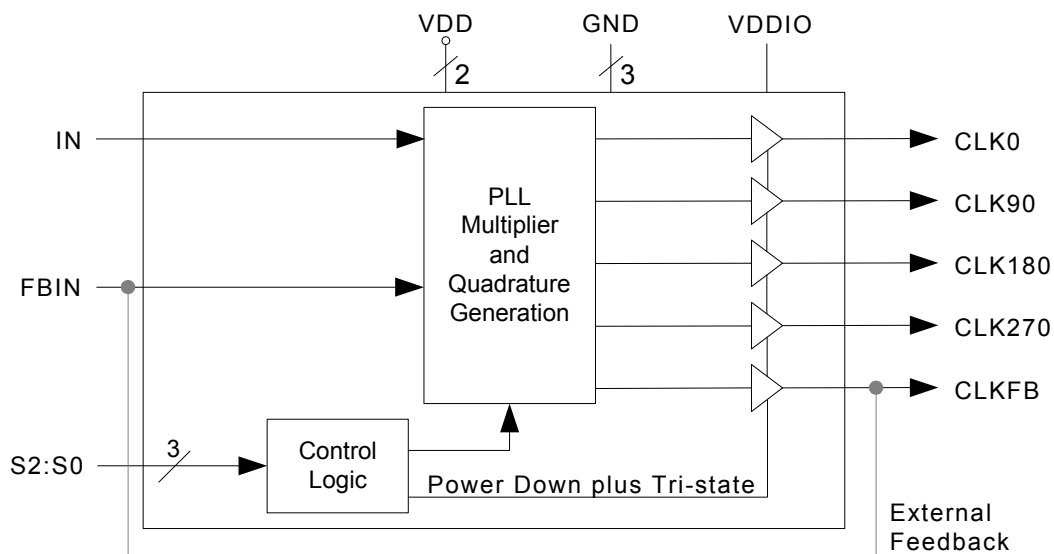 VDD
GND
VDDIO
2
3
IN
PLL
Multiplier
and
Quadrature
Generation
CLK0
CLK90
CLK180
CLK270
CLKFB
FBIN
S2:S0
3
Control
Logic
Power Down plus Tri-state
External
Feedback